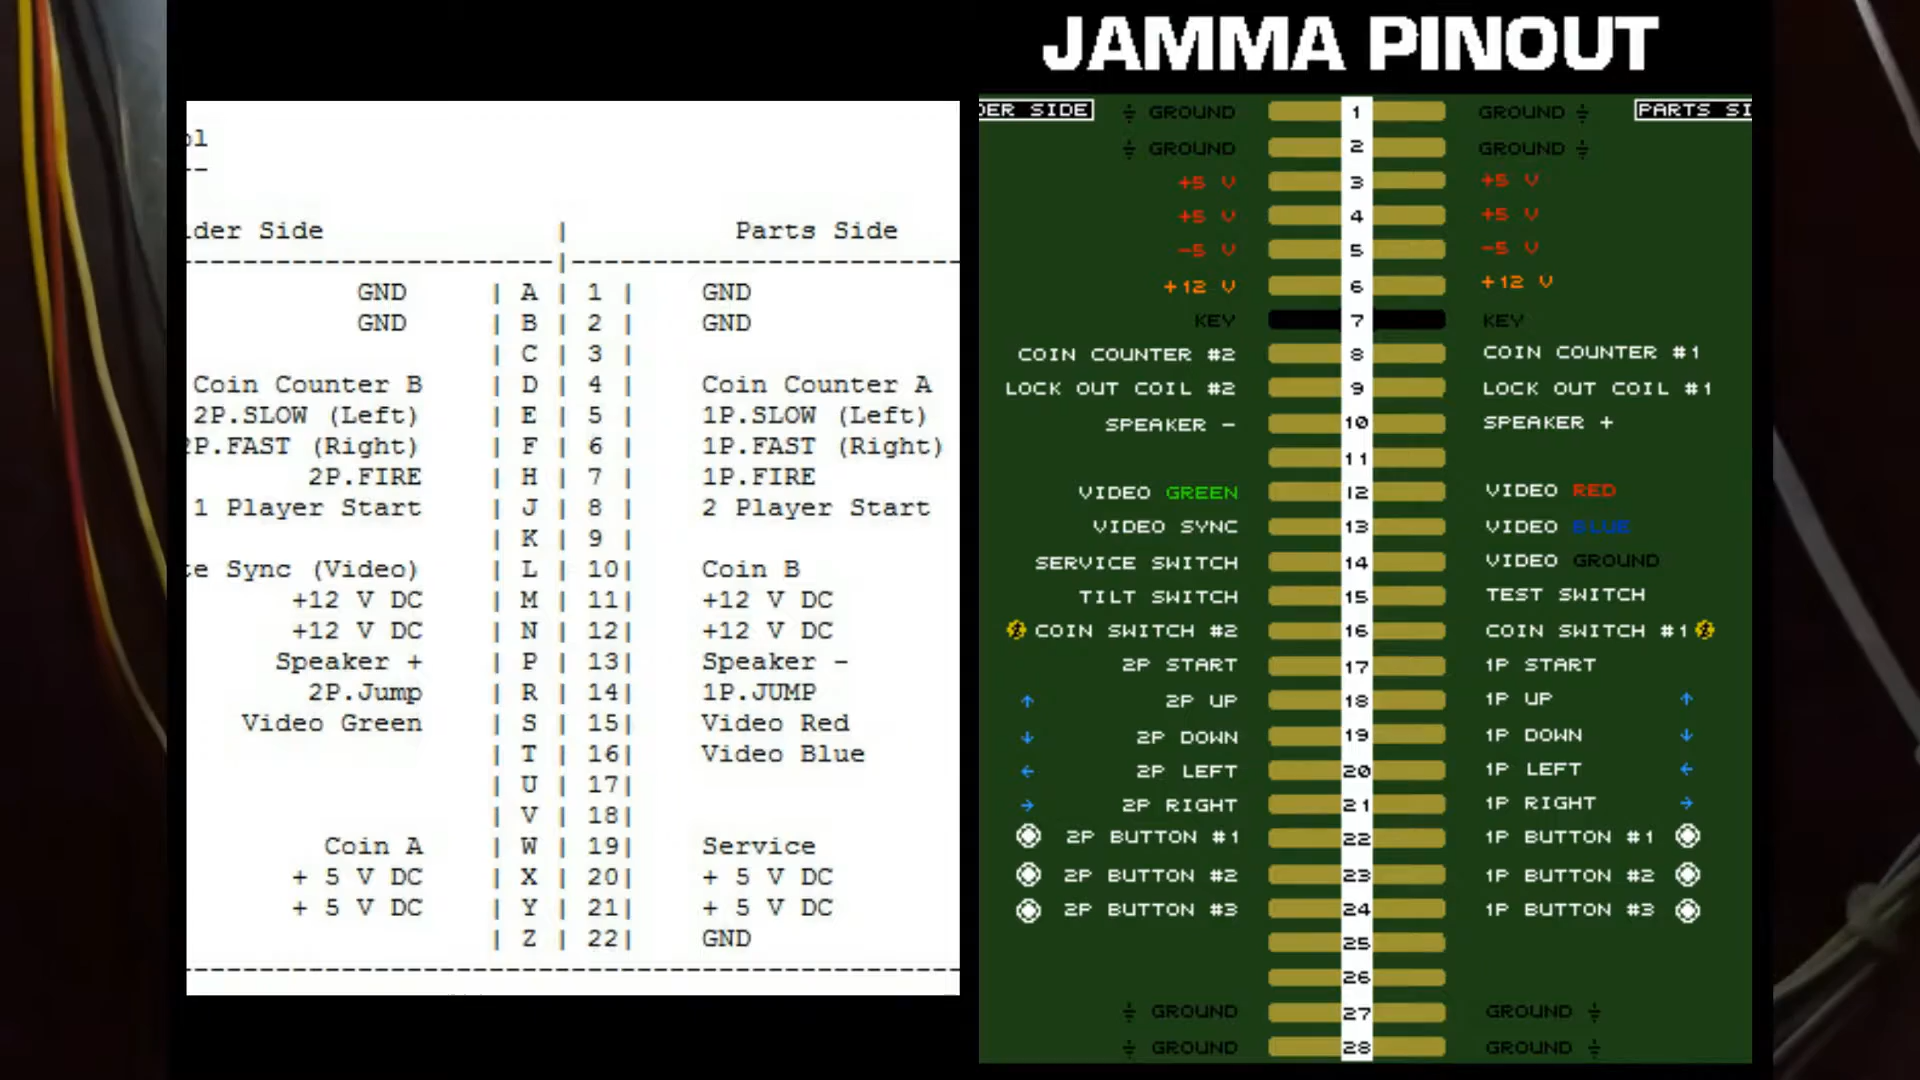 JAMMA PINOUT
ol
--
der Side | Parts Side
GND | A | 1 | GND
GND | B | 2 | GND
| C | 3 |
Coin Counter B | D | 4 | Coin Counter A
2P.SLOW (Left) | E | 5 | 1P.SLOW (Left)
2P.FAST (Right) | F | 6 | 1P.FAST (Right)
2P.FIRE | H | 7 | 1P.FIRE
1 Player Start | J | 8 | 2 Player Start
| K | 9 |
te Sync (Video) | L | 10| Coin B
+12 V DC | M | 11| +12 V DC
+12 V DC | N | 12| +12 V DC
Speaker + | P | 13| Speaker -
2P.Jump | R | 14| 1P.JUMP
Video Green | S | 15| Video Red
| T | 16| Video Blue
| U | 17|
| V | 18|
Coin A | W | 19| Service
+ 5 V DC | X | 20| + 5 V DC
+ 5 V DC | Y | 21| + 5 V DC
| Z | 22| GND
DER SIDE GROUND 1 GROUND PARTS SI
GROUND 2 GROUND
+5 V 3 +5 V
+5 V 4 +5 V
-5 V 5 -5 V
+12 V 6 +12 V
KEY 7 KEY
COIN COUNTER #2 8 COIN COUNTER #1
LOCK OUT COIL #2 9 LOCK OUT COIL #1
SPEAKER - 10 SPEAKER +
11
VIDEO GREEN 12 VIDEO RED
VIDEO SYNC 13 VIDEO BLUE
SERVICE SWITCH 14 VIDEO GROUND
TILT SWITCH 15 TEST SWITCH
COIN SWITCH #2 16 COIN SWITCH #1
2P START 17 1P START
↑ 2P UP 18 1P UP ↑
↓ 2P DOWN 19 1P DOWN ↓
← 2P LEFT 20 1P LEFT ←
→ 2P RIGHT 21 1P RIGHT →
2P BUTTON #1 22 1P BUTTON #1
2P BUTTON #2 23 1P BUTTON #2
2P BUTTON #3 24 1P BUTTON #3
25
26
GROUND 27 GROUND
GROUND 28 GROUND